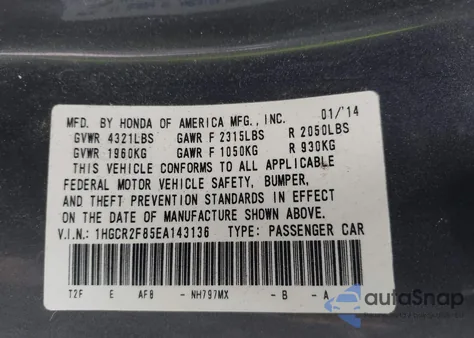 MFD. BY HONDA OF AMERICA MFG., INC. 01/'14
GVWR 4321LBS GAWR F 2315LBS R 2050LBS
GVWR 1960KG GAWR F 1050KG R 930KG
THIS VEHICLE CONFORMS TO ALL APPLICABLE
FEDERAL MOTOR VEHICLE SAFETY, BUMPER,
AND THEFT PREVENTION STANDARDS IN EFFECT
ON THE DATE OF MANUFACTURE SHOWN ABOVE.
V.I.N.: 1HGCR2F85EA143136 TYPE: PASSENGER CAR
T2F E AF8 - NH797MX - B - A
autoSnap